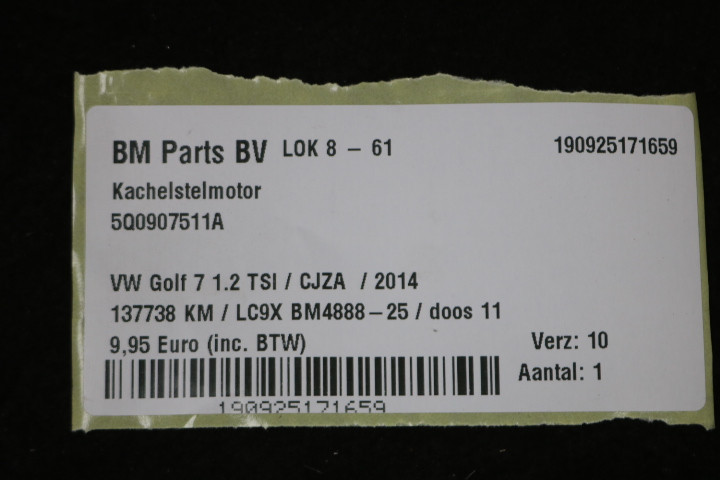 BM Parts BV LOK 8 - 61 190925171659
Kachelstelmotor
5Q0907511A
VW Golf 7 1.2 TSI / CJZA / 2014
137738 KM / LC9X BM4888-25 / doos 11
9,95 Euro (inc. BTW) Verz: 10
Aantal: 1
190925171659